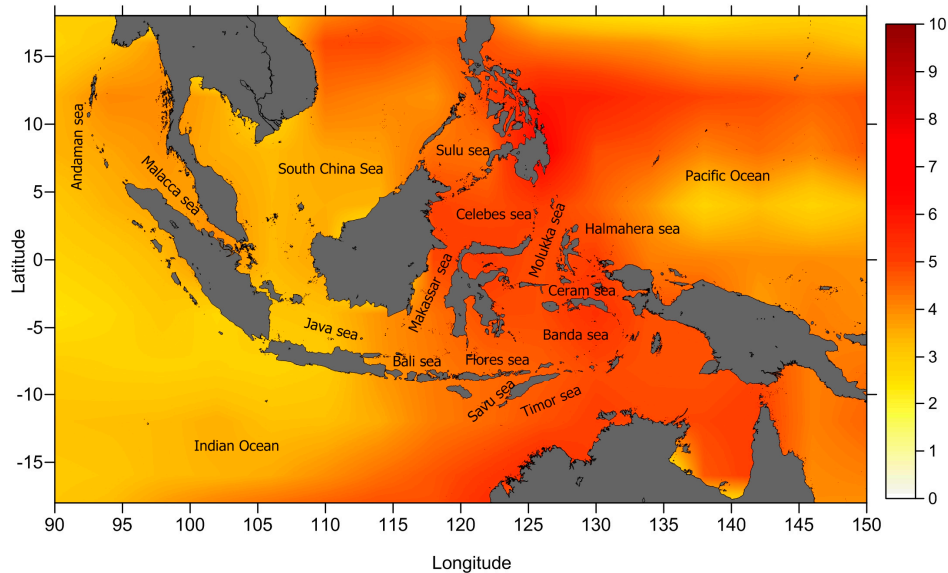 10
9
8
7
6
5
4
3
2
1
0
15
10
5
0
-5
-10
-15
Latitude
90 95 100 105 110 115 120 125 130 135 140 145 150
Longitude
Andaman sea
Malacca sea
South China Sea
Sulu sea
Pacific Ocean
Celebes sea
Molukka sea
Halmahera sea
Makassar sea
Ceram sea
Java sea
Banda sea
Bali sea
Flores sea
Savu sea
Timor sea
Indian Ocean